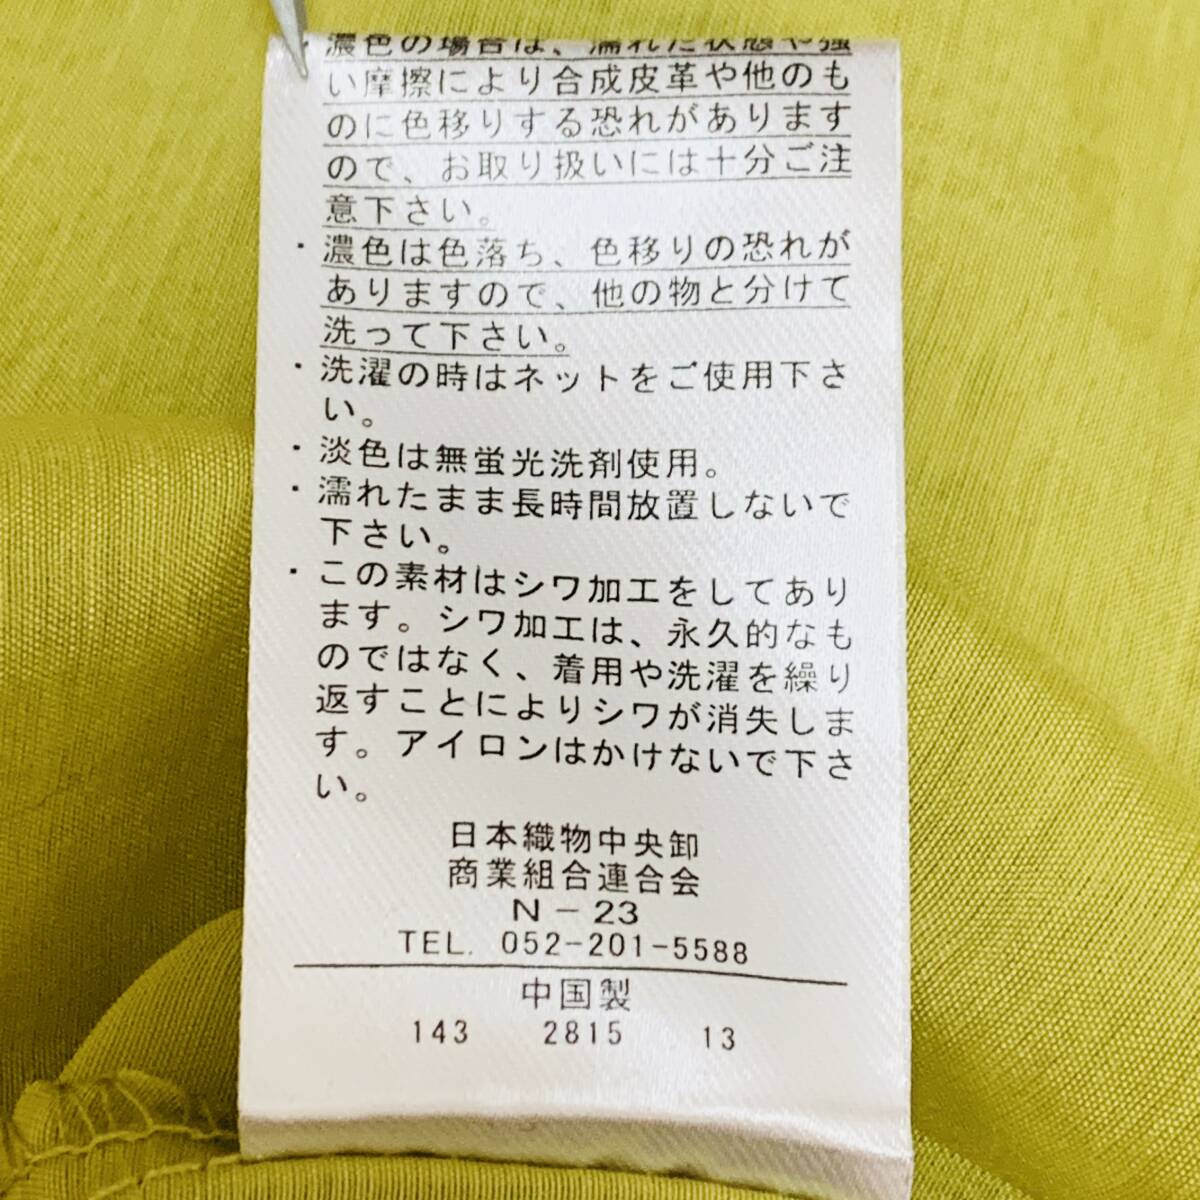 ・濃色の場合は、濡れた状態や強
い摩擦により合成皮革や他のも
のに色移りする恐れがあります
ので、お取り扱いには十分ご注
意下さい。
・濃色は色落ち、色移りの恐れが
ありますので、他の物と分けて
洗って下さい。
・洗濯の時はネットをご使用下さ
い。
・淡色は無蛍光洗剤使用。
・濡れたまま長時間放置しないで
下さい。
・この素材はシワ加工をしてあり
ます。シワ加工は、永久的なも
のではなく、着用や洗濯を繰り
返すことによりシワが消失しま
す。アイロンはかけないで下さ
い。
日本織物中央卸
商業組合連合会
N-23
TEL. 052-201-5588
中国製
143 2815 13